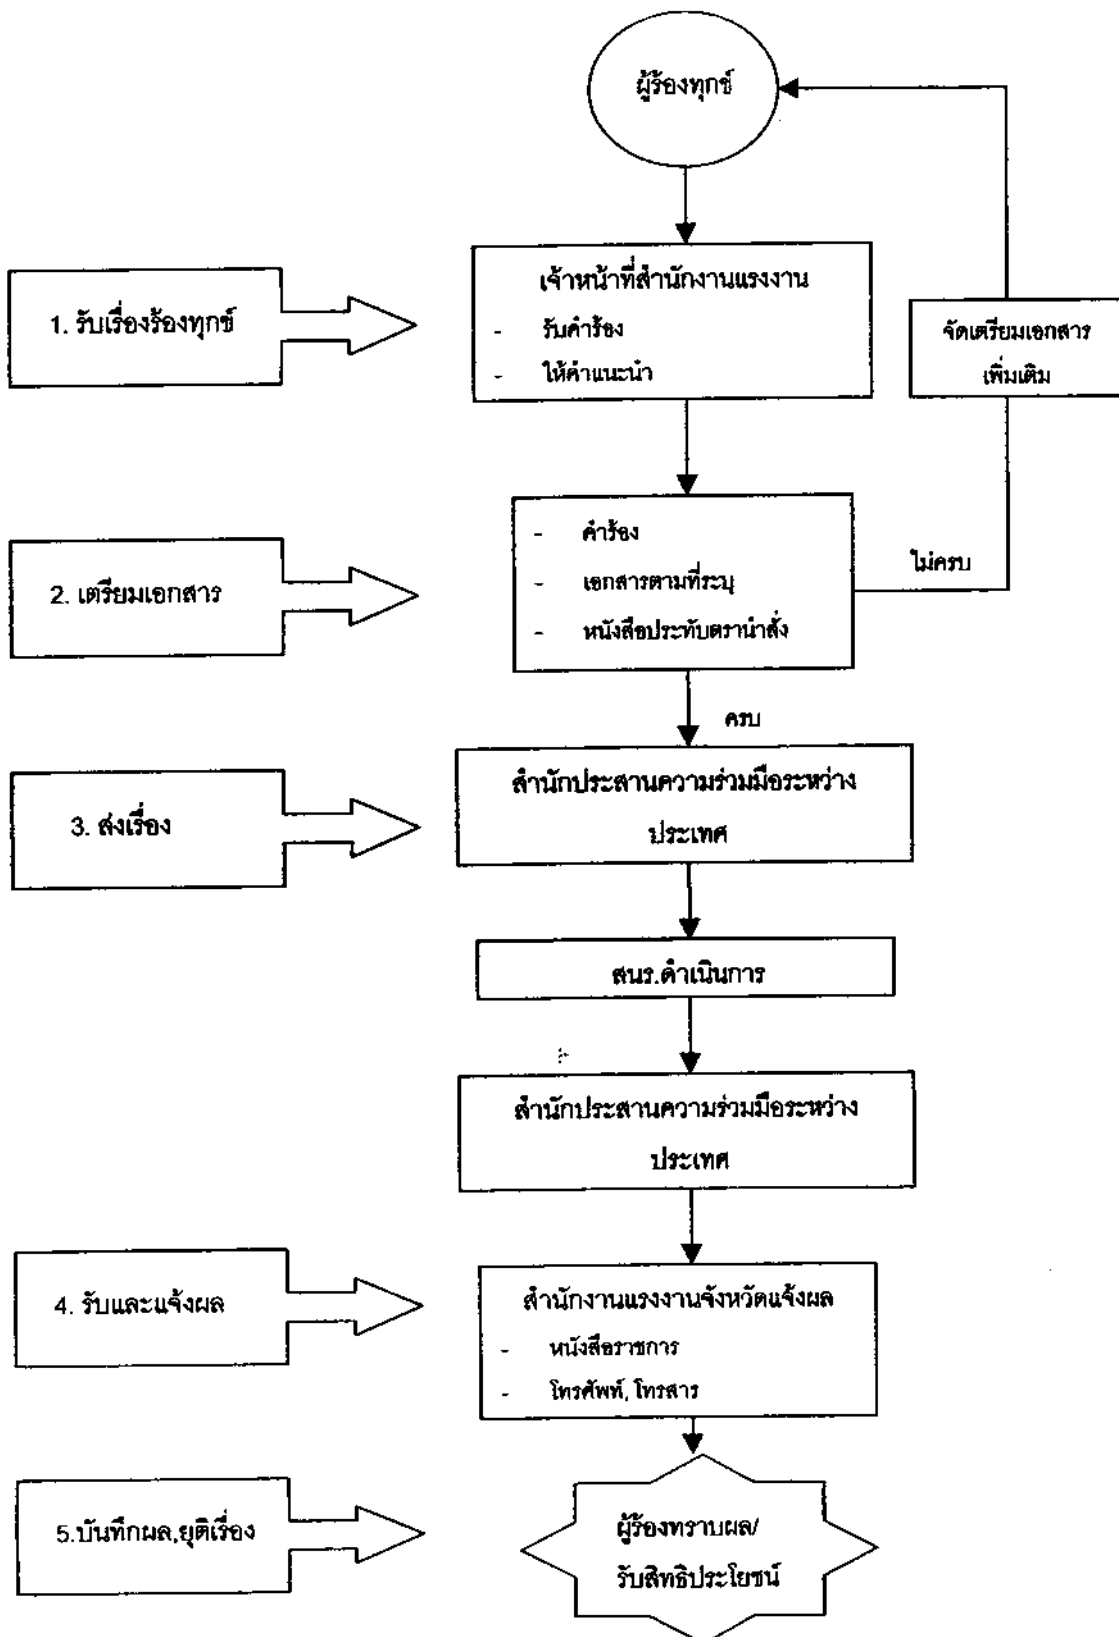 ผู้ร้องทุกข์
1. รับเรื่องร้องทุกข์
เจ้าหน้าที่สำนักงานแรงงาน
- รับคำร้อง
- ให้คำแนะนำ
จัดเตรียมเอกสาร
เพิ่มเติม
2. เตรียมเอกสาร
- คำร้อง
- เอกสารตามที่ระบุ
- หนังสือประทับตรานำส่ง
ไม่ครบ
ครบ
3. ส่งเรื่อง
สำนักประสานความร่วมมือระหว่าง
ประเทศ
สนร.ดำเนินการ
สำนักประสานความร่วมมือระหว่าง
ประเทศ
4. รับและแจ้งผล
สำนักงานแรงงานจังหวัดแจ้งผล
- หนังสือราชการ
- โทรศัพท์, โทรสาร
5.บันทึกผล,ยุติเรื่อง
ผู้ร้องทราบผล/
รับสิทธิประโยชน์